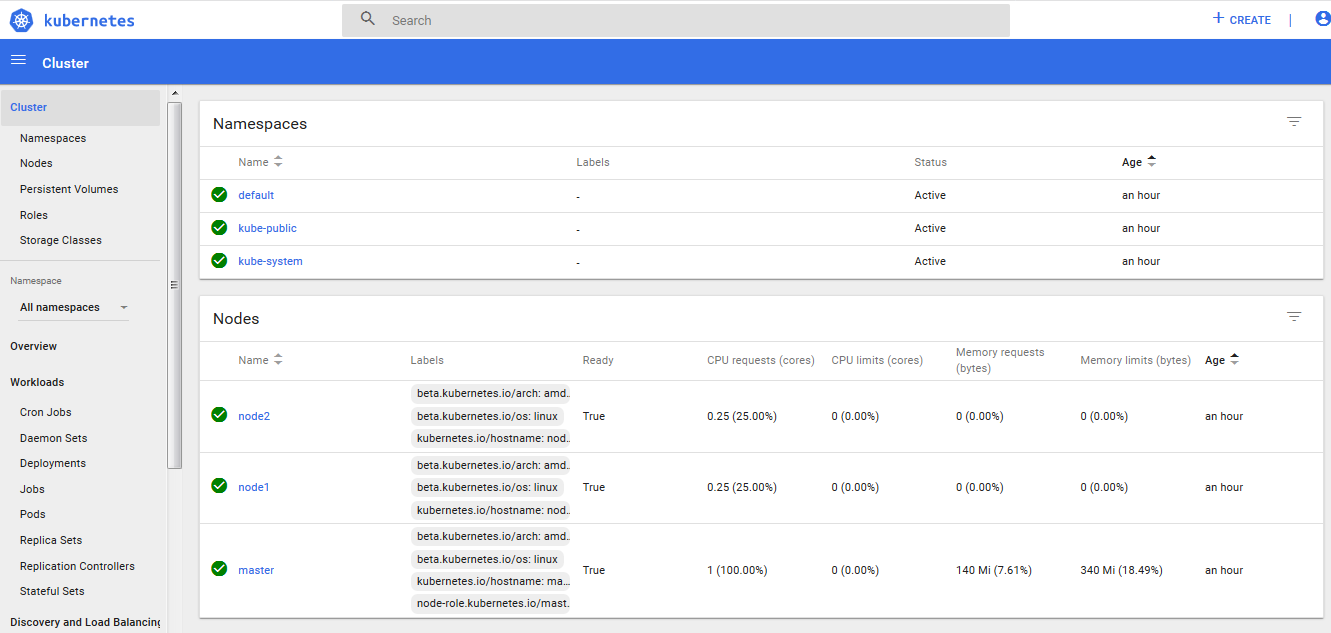 kubernetes
Search
+ CREATE |
Cluster
Cluster
Namespaces
Nodes
Persistent Volumes
Roles
Storage Classes
Namespace
All namespaces
Overview
Workloads
Cron Jobs
Daemon Sets
Deployments
Jobs
Pods
Replica Sets
Replication Controllers
Stateful Sets
Discovery and Load Balancing
Namespaces
Name Labels Status Age
default - Active an hour
kube-public - Active an hour
kube-system - Active an hour
Nodes
Name Labels Ready CPU requests (cores) CPU limits (cores) Memory requests (bytes) Memory limits (bytes) Age
beta.kubernetes.io/arch: amd..
node2 beta.kubernetes.io/os: linux True 0.25 (25.00%) 0 (0.00%) 0 (0.00%) 0 (0.00%) an hour
kubernetes.io/hostname: nod..
beta.kubernetes.io/arch: amd..
node1 beta.kubernetes.io/os: linux True 0.25 (25.00%) 0 (0.00%) 0 (0.00%) 0 (0.00%) an hour
kubernetes.io/hostname: nod..
beta.kubernetes.io/arch: amd..
beta.kubernetes.io/os: linux
master True 1 (100.00%) 0 (0.00%) 140 Mi (7.61%) 340 Mi (18.49%) an hour
kubernetes.io/hostname: ma...
node-role.kubernetes.io/mast.